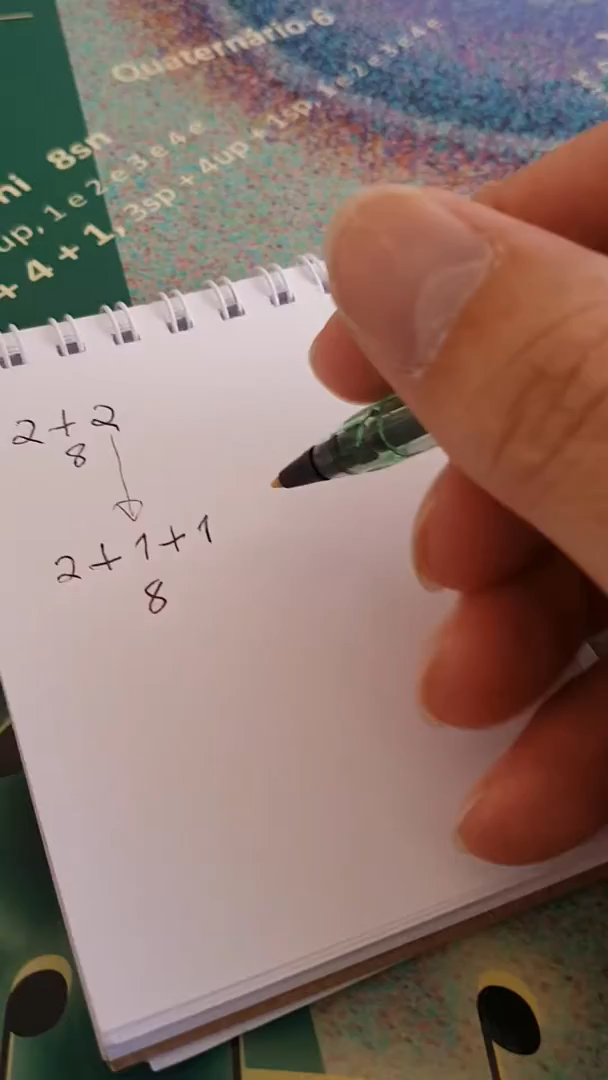 Quaternário 6
1 e 2 e 3 e 4 e
8sn
up, 1 e 2 e 3 e 4 e
+ 4 + 1, 3sp + 4up + 1sp,
2 + 2
8
2 + 1 + 1
8